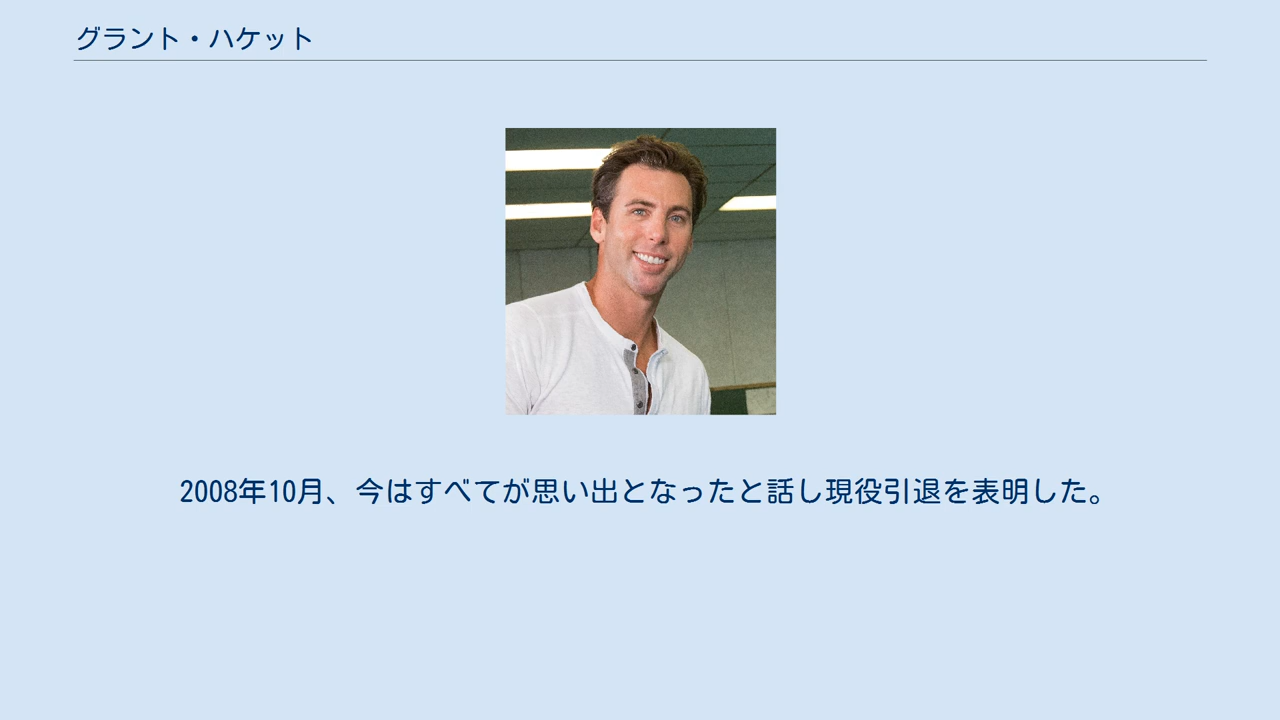 グラント・ハケット
2008年10月、今はすべてが思い出となったと話し現役引退を表明した。